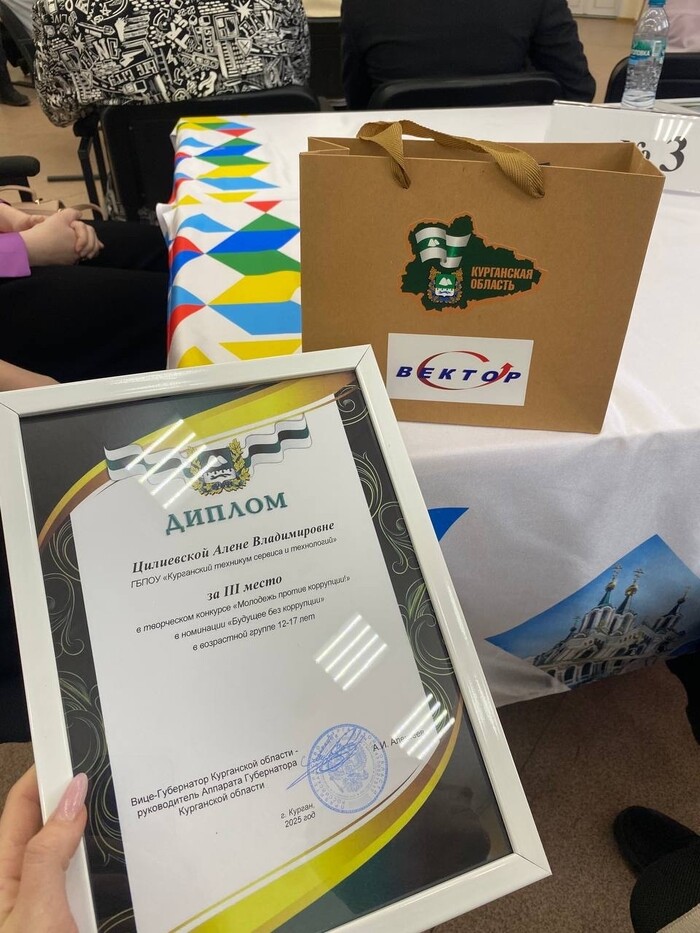 № 3
КУРГАНСКАЯ
ОБЛАСТЬ
ВЕКТОР
ДИПЛОМ
Цилиевской Алене Владимировне
ГБПОУ «Курганский техникум сервиса и технологий»
за III место
в творческом конкурсе «Молодежь против коррупции!»
в номинации «Будущее без коррупции»
в возрастной группе 12-17 лет
Вице-Губернатор Курганской области -
руководитель Аппарата Губернатора
Курганской области
А.И.
г. Курган,
2025 год